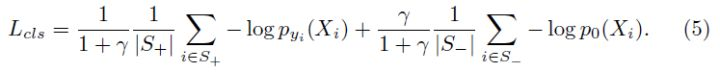 L_{cls} = \frac{1}{1+\gamma} \frac{1}{|S_+|} \sum_{i \in S_+} -\log p_{y_i}(X_i) + \frac{\gamma}{1+\gamma} \frac{1}{|S_-|} \sum_{i \in S_-} -\log p_0(X_i). (5)